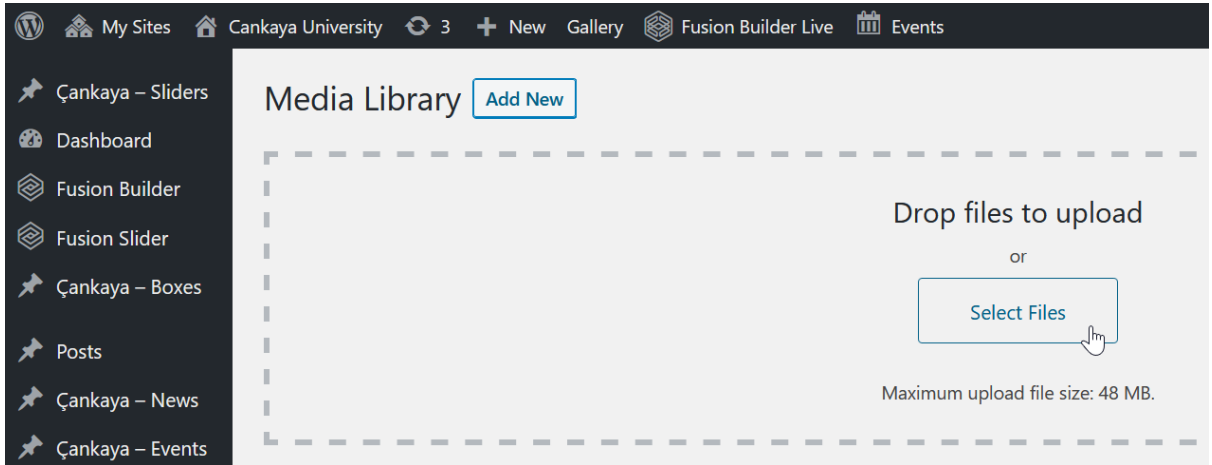 My Sites Cankaya University 3 New Gallery Fusion Builder Live Events
Çankaya – Sliders
Dashboard
Fusion Builder
Fusion Slider
Çankaya – Boxes
Posts
Çankaya – News
Çankaya – Events
Media Library Add New
Drop files to upload
or
Select Files
Maximum upload file size: 48 MB.